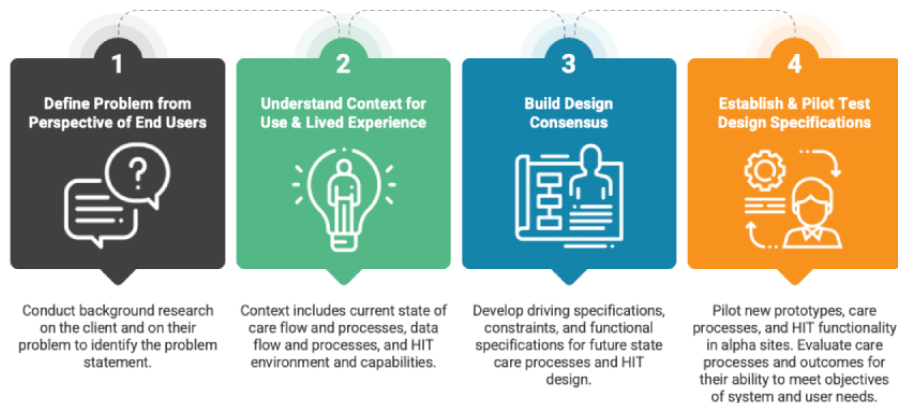 1
Define Problem from
Perspective of End Users
?
Conduct background research
on the client and on their
problem to identify the problem
statement.
2
Understand Context for
Use & Lived Experience
Context includes current state of
care flow and processes, data
flow and processes, and HIT
environment and capabilities.
3
Build Design
Consensus
Develop driving specifications,
constraints, and functional
specifications for future state
care processes and HIT
design.
4
Establish & Pilot Test
Design Specifications
Pilot new prototypes, care
processes, and HIT functionality
in alpha sites. Evaluate care
processes and outcomes for
their ability to meet objectives
of system and user needs.